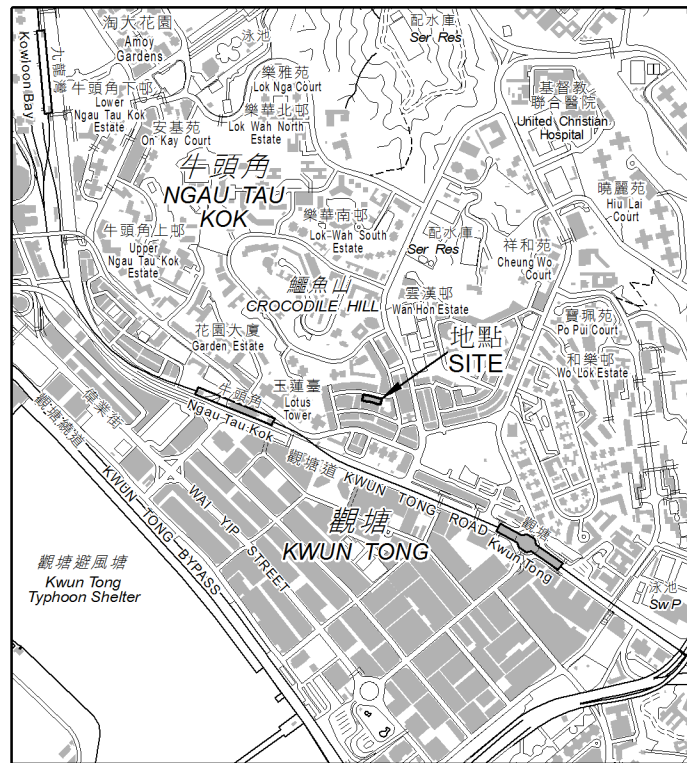 淘大花園
Amoy
Gardens
泳池
配水庫
Ser Res
Kowloon Bay
九龍灣
牛頭角下邨
Lower
Ngau Tau Kok
Estate
樂雅苑
Lok Nga Court
樂華北邨
Lok Wah North
Estate
安基苑
On Kay Court
基督教
聯合醫院
United Christian
Hospital
牛頭角
NGAU TAU
KOK
曉麗苑
Hiu Lai
Court
樂華南邨
Lok Wah South
Estate
配水庫
Ser Res
祥和苑
Cheung Wo
Court
牛頭角上邨
Upper
Ngau Tau Kok
Estate
鱷魚山
CROCODILE HILL
雲漢邨
Wan Hon Estate
寶珮苑
Po Pui Court
花園大廈
Garden Estate
地點
SITE
和樂邨
Wo Lok Estate
玉蓮臺
Lotus
Tower
牛頭角
Ngau Tau Kok
偉業街
觀塘繞道
觀塘道 KWUN TONG ROAD
WAI YIP STREET
KWUN TONG BYPASS
觀塘
KWUN TONG
觀塘
Kwun Tong
觀塘避風塘
Kwun Tong
Typhoon Shelter
泳池
Sw P